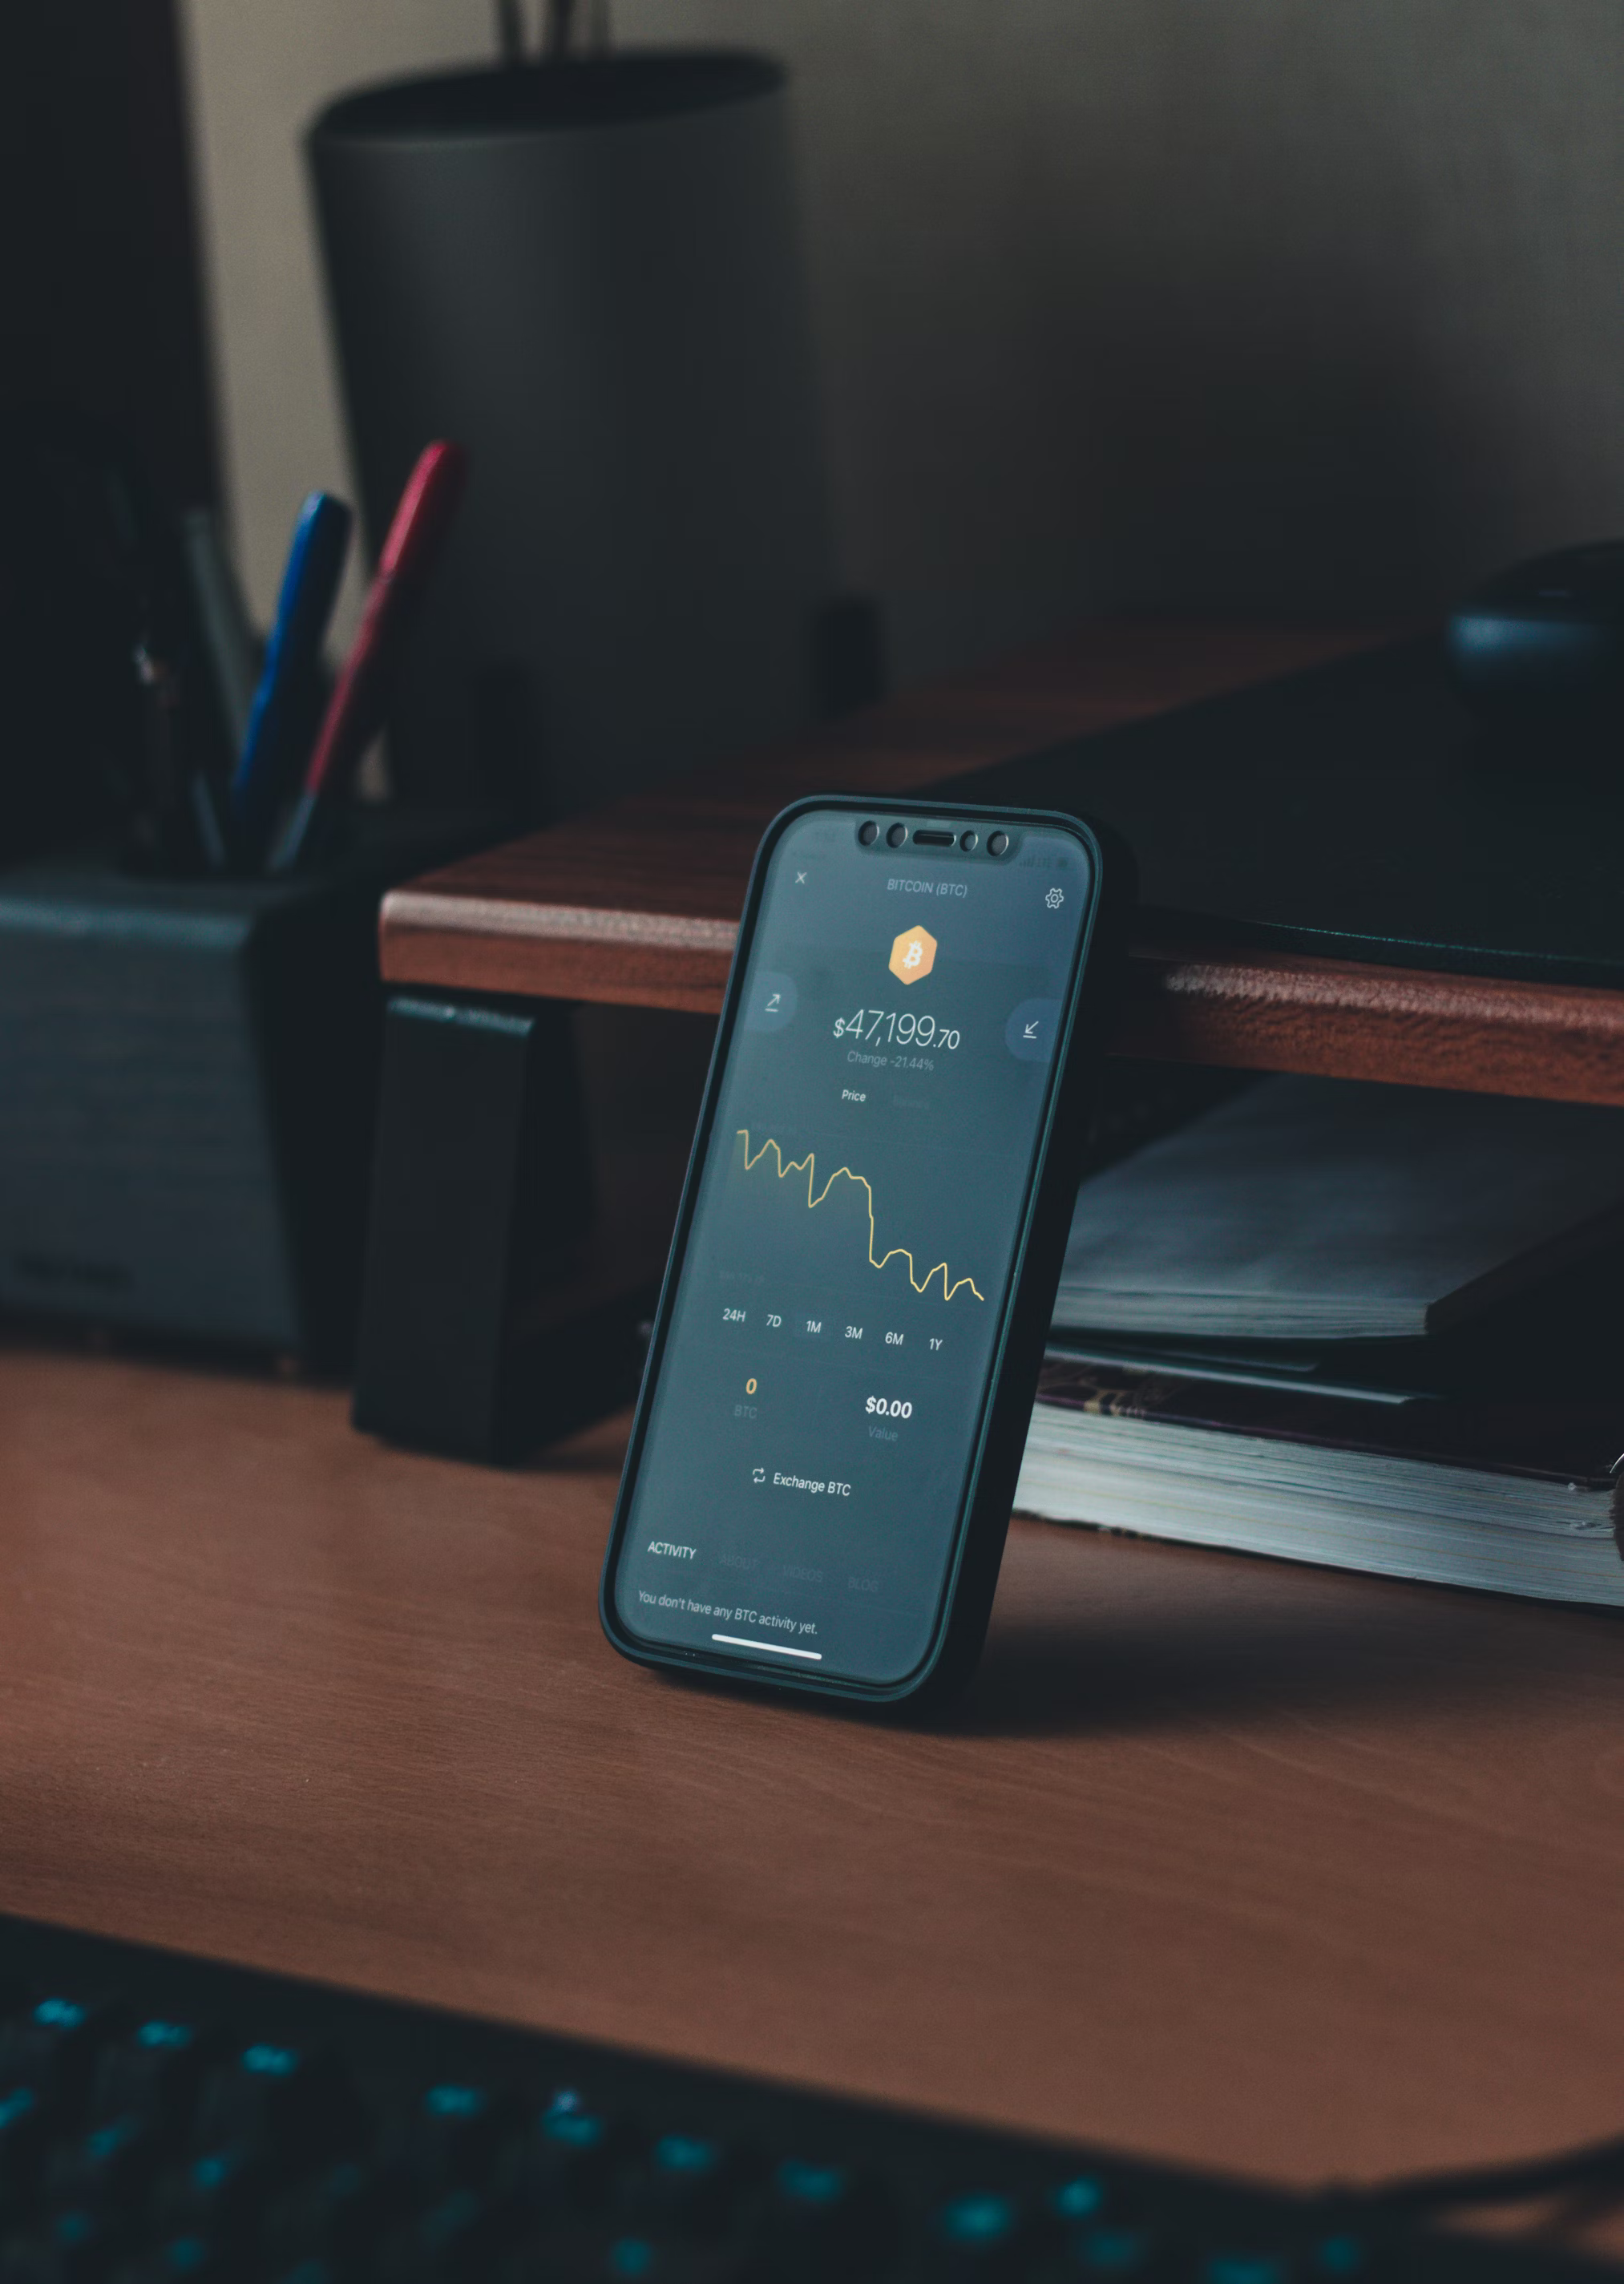 BITCOIN (BTC)
$47,199.70
Change -21.44%
Price
24H 7D 1M 3M 6M 1Y
0 $0.00
BTC Value
Exchange BTC
ACTIVITY ABOUT VIDEOS BLOG
You don't have any BTC activity yet.